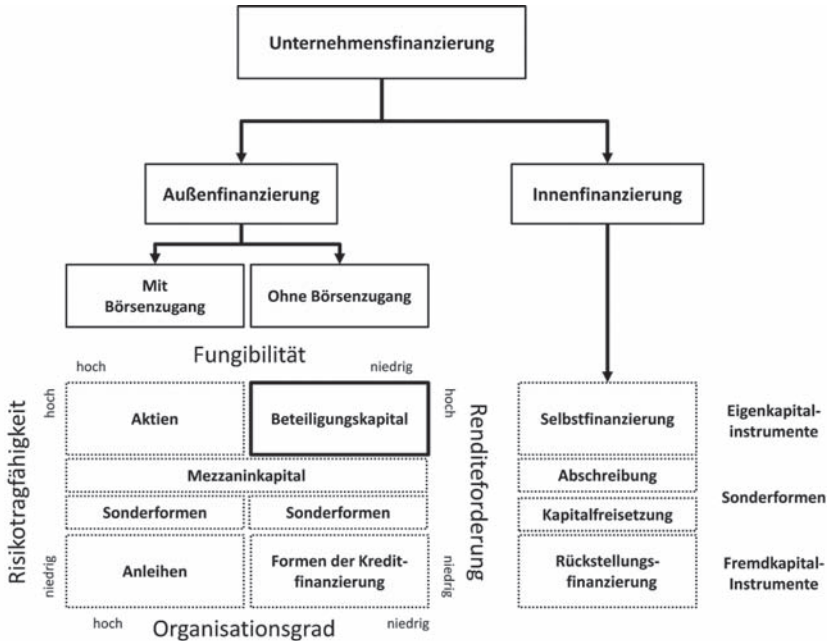 Unternehmensfinanzierung
Außenfinanzierung
Innenfinanzierung
Mit
Börsenzugang
Ohne Börsenzugang
Fungibilität
hoch
niedrig
Risikotragfähigkeit
hoch
niedrig
Aktien
Beteiligungskapital
Mezzaninkapital
Sonderformen
Sonderformen
Anleihen
Formen der Kredit-
finanzierung
hoch
niedrig
Renditeforderung
hoch
niedrig
Organisationsgrad
Selbstfinanzierung
Abschreibung
Kapitalfreisetzung
Rückstellungs-
finanzierung
Eigenkapital-
instrumente
Sonderformen
Fremdkapital-
Instrumente